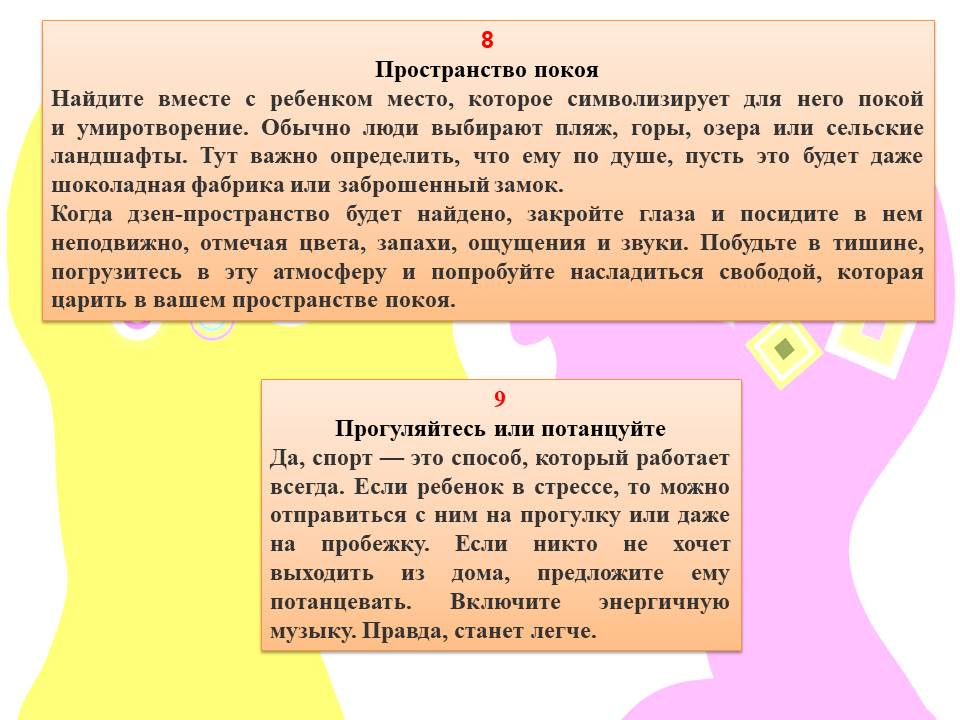 8
Пространство покоя
Найдите вместе с ребенком место, которое символизирует для него покой
и умиротворение. Обычно люди выбирают пляж, горы, озера или сельские
ландшафты. Тут важно определить, что ему по душе, пусть это будет даже
шоколадная фабрика или заброшенный замок.
Когда дзен-пространство будет найдено, закройте глаза и посидите в нем
неподвижно, отмечая цвета, запахи, ощущения и звуки. Побудьте в тишине,
погрузитесь в эту атмосферу и попробуйте насладиться свободой, которая
царить в вашем пространстве покоя.
9
Прогуляйтесь или потанцуйте
Да, спорт — это способ, который работает
всегда. Если ребенок в стрессе, то можно
отправиться с ним на прогулку или даже
на пробежку. Если никто не хочет
выходить из дома, предложите ему
потанцевать. Включите энергичную
музыку. Правда, станет легче.